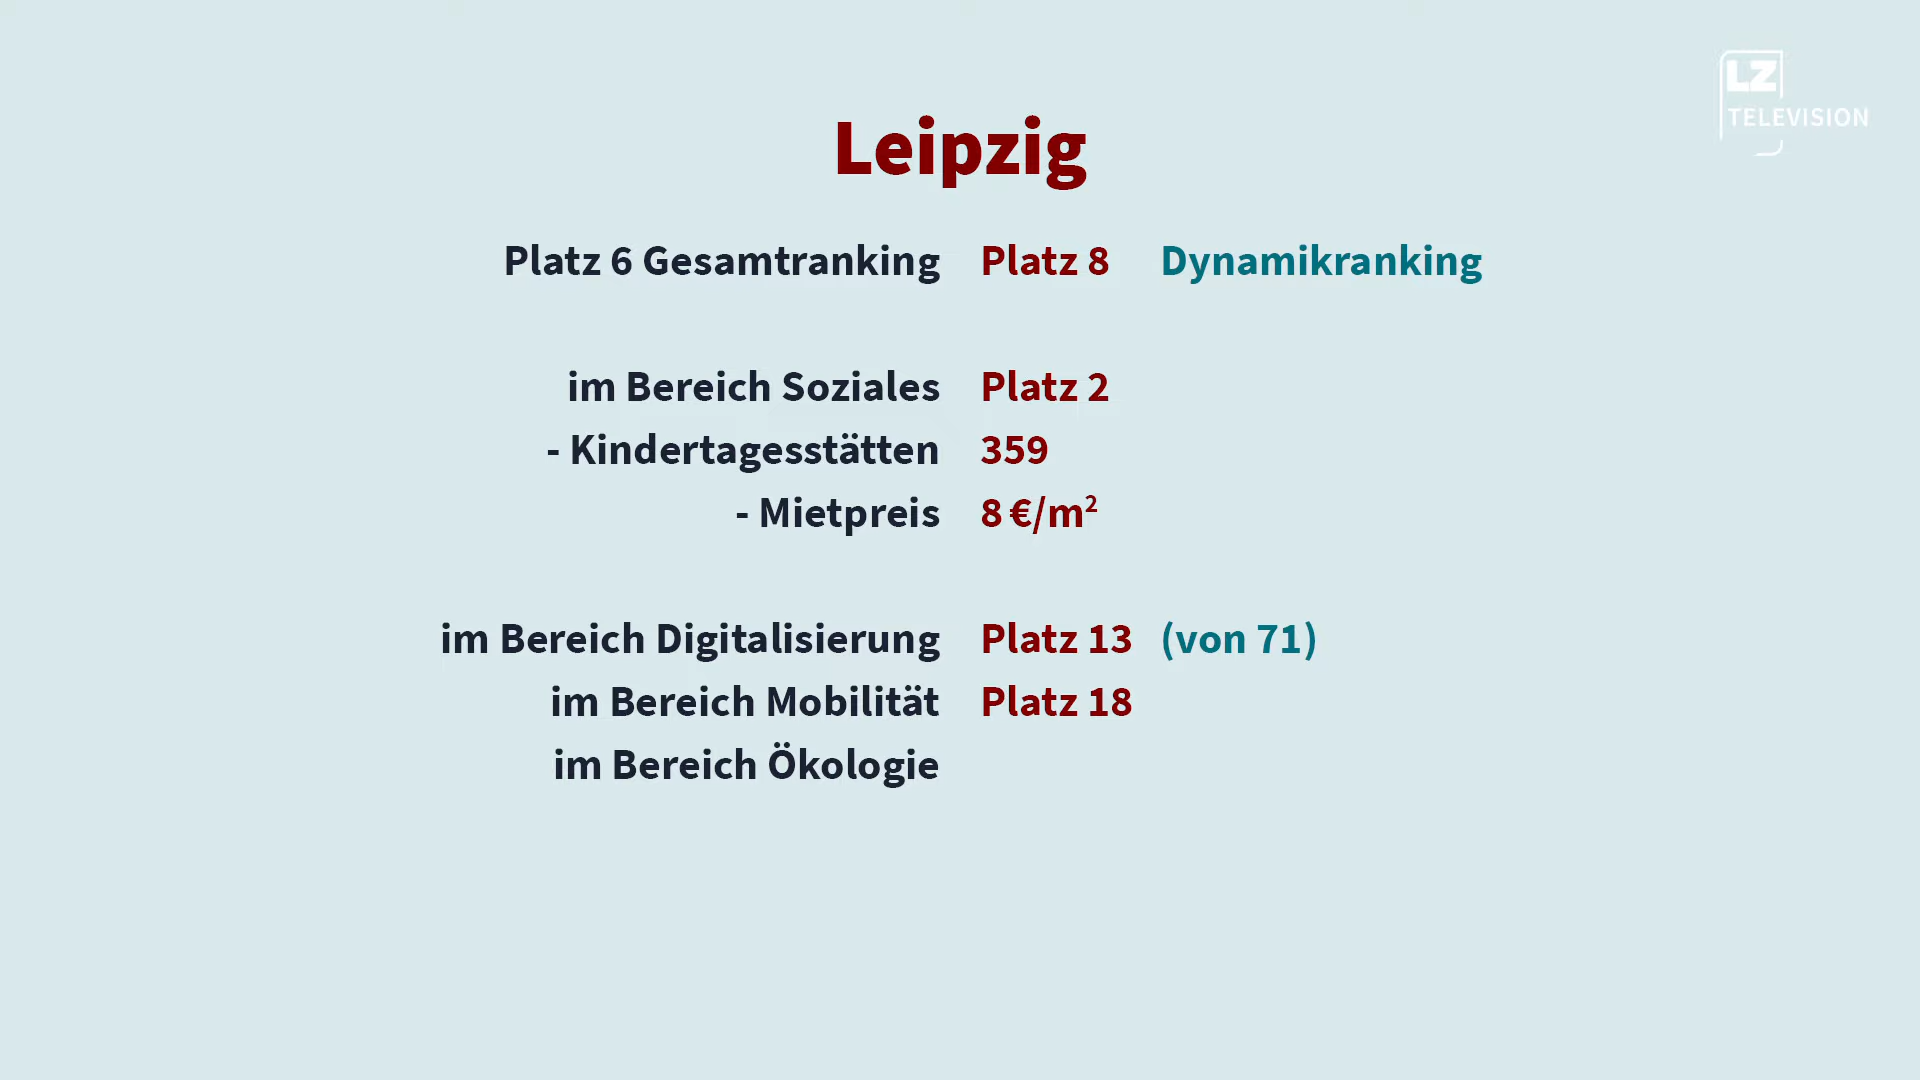 LZ
TELEVISION
Leipzig
Platz 6 Gesamtranking Platz 8 Dynamikranking
im Bereich Soziales Platz 2
- Kindertagesstätten 359
- Mietpreis 8 €/m²
im Bereich Digitalisierung Platz 13 (von 71)
im Bereich Mobilität Platz 18
im Bereich Ökologie